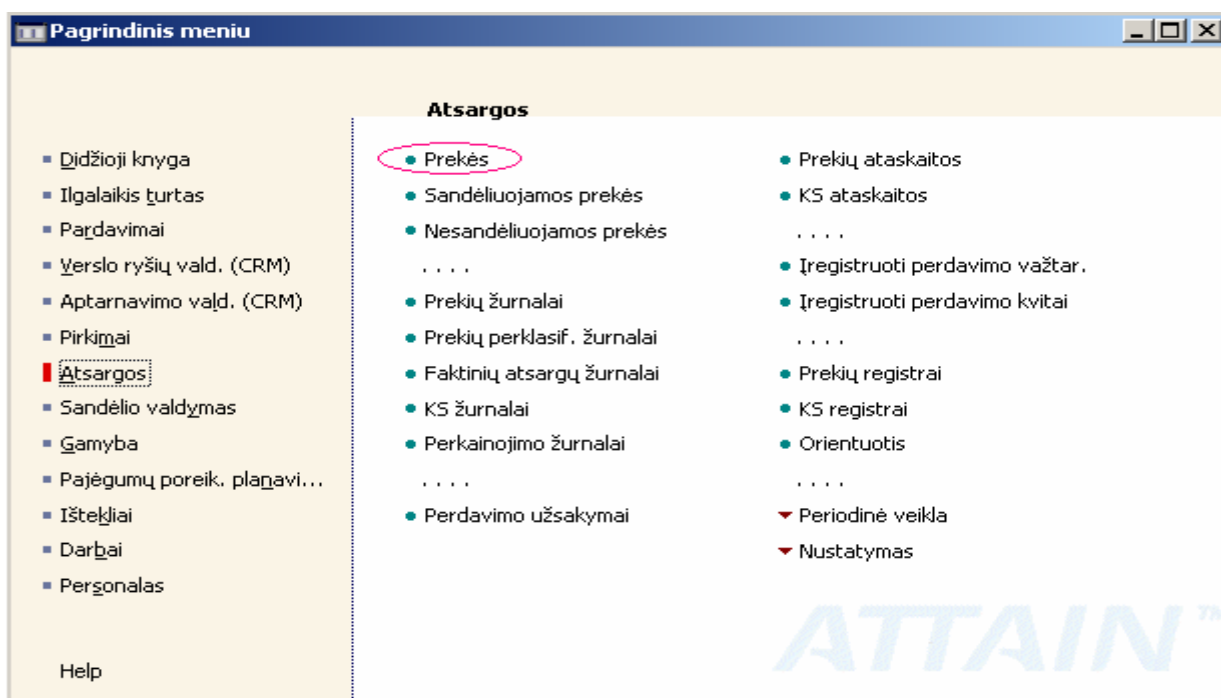 Pagrindinis meniu
Atsargos
Didžioji knyga
Ilgalaikis turtas
Pardavimai
Verslo ryšių vald. (CRM)
Aptarnavimo vald. (CRM)
Pirkimai
Atsargos
Sandėlio valdymas
Gamyba
Pajėgumų poreik. planavi...
Ištekliai
Darbai
Personalas
Help
Prekės
Sandėliuojamos prekės
Nesandėliuojamos prekės
. . . .
Prekių žurnalai
Prekių perklasif. žurnalai
Faktinių atsargų žurnalai
KS žurnalai
Perkainojimo žurnalai
. . . .
Perdavimo užsakymai
Prekių ataskaitos
KS ataskaitos
. . . .
Įregistruoti perdavimo važtar.
Įregistruoti perdavimo kvitai
. . . .
Prekių registrai
KS registrai
Orientuotis
. . . .
Periodinė veikla
Nustatymas
ATTAIN™